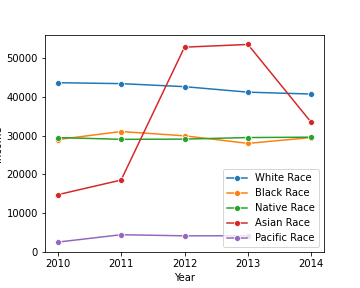 50000
40000
30000
20000
10000
0
2010 2011 2012 2013 2014
Year
White Race
Black Race
Native Race
Asian Race
Pacific Race